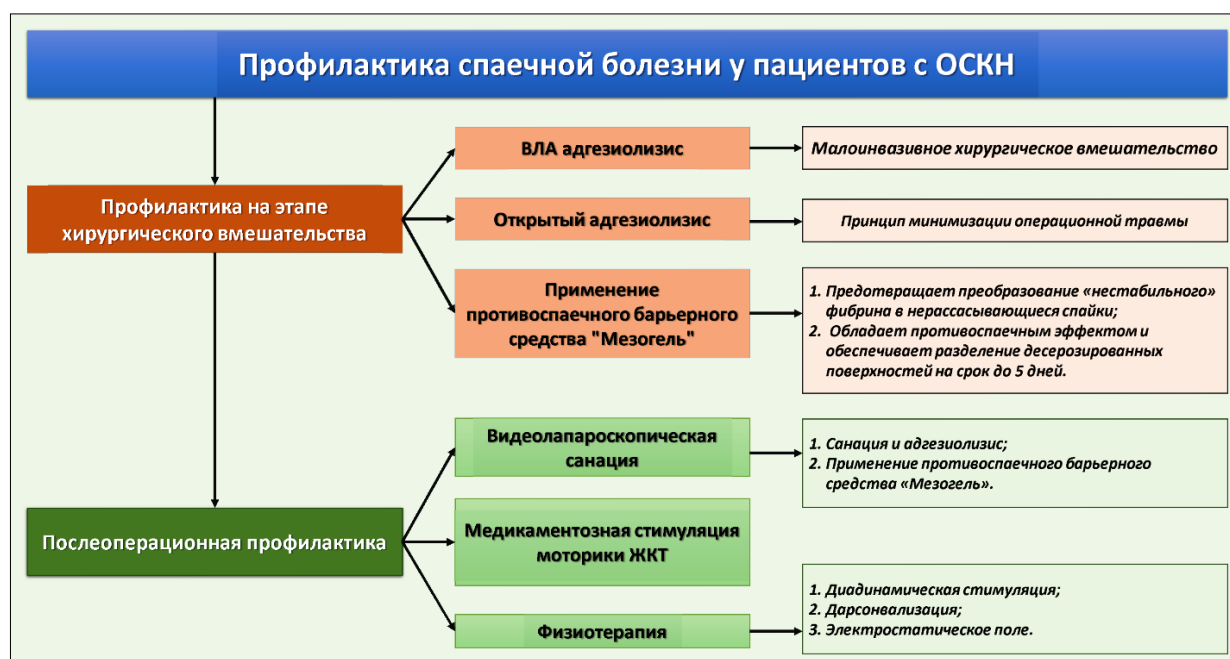 Профилактика спаечной болезни у пациентов с ОСКН
ВЛА адгезиолизис
Малоинвазивное хирургическое вмешательство
Профилактика на этапе
хирургического вмешательства
Открытый адгезиолизис
Принцип минимизации операционной травмы
Применение
противоспаечного барьерного
средства "Мезогель"
1. Предотвращает преобразование «нестабильного»
фибрина в нерассасывающиеся спайки;
2. Обладает противоспаечным эффектом и
обеспечивает разделение десерозированных
поверхностей на срок до 5 дней.
Видеолапароскопическая
санация
1. Санация и адгезиолизис;
2. Применение противоспаечного барьерного
средства «Мезогель».
Послеоперационная профилактика
Медикаментозная стимуляция
моторики ЖКТ
Физиотерапия
1. Диадинамическая стимуляция;
2. Дарсонвализация;
3. Электростатическое поле.